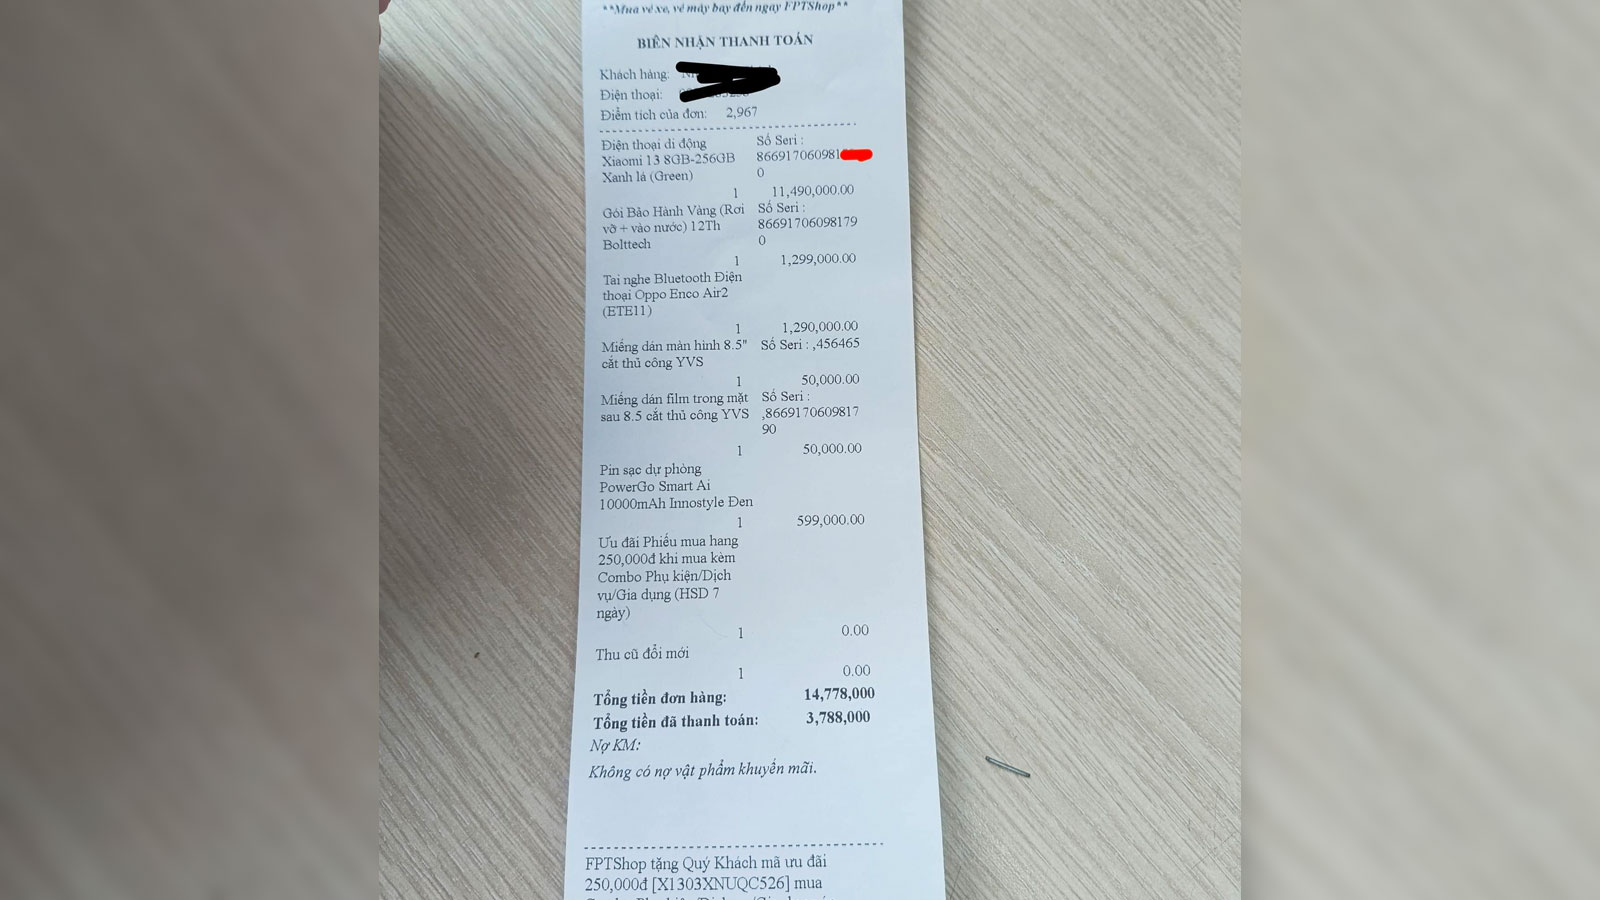 **Mua vé xe, vé máy bay đến ngay FPTShop**
BIÊN NHẬN THANH TOÁN
Khách hàng:
Điện thoại:
Điểm tích của đơn: 2,967
Điện thoại di động Số Seri :
Xiaomi 13 8GB-256GB 866917060981
Xanh lá (Green) 0
1 11,490,000.00
Gói Bảo Hành Vàng (Rơi Số Seri :
vỡ + vào nước) 12Th 86691706098179
Bolttech 0
1 1,299,000.00
Tai nghe Bluetooth Điện
thoại Oppo Enco Air2
(ETE11)
1 1,290,000.00
Miếng dán màn hình 8.5" Số Seri : ,456465
cắt thủ công YVS
1 50,000.00
Miếng dán film trong mặt Số Seri :
sau 8.5 cắt thủ công YVS ,8669170609817
90
1 50,000.00
Pin sạc dự phòng
PowerGo Smart Ai
10000mAh Innostyle Đen
1 599,000.00
Ưu đãi Phiếu mua hang
250,000đ khi mua kèm
Combo Phụ kiện/Dịch
vụ/Gia dụng (HSD 7
ngày)
1 0.00
Thu cũ đổi mới
1 0.00
Tổng tiền đơn hàng: 14,778,000
Tổng tiền đã thanh toán: 3,788,000
Nợ KM:
Không có nợ vật phẩm khuyến mãi.
FPTShop tặng Quý Khách mã ưu đãi
250,000đ [X1303XNUQC526] mua